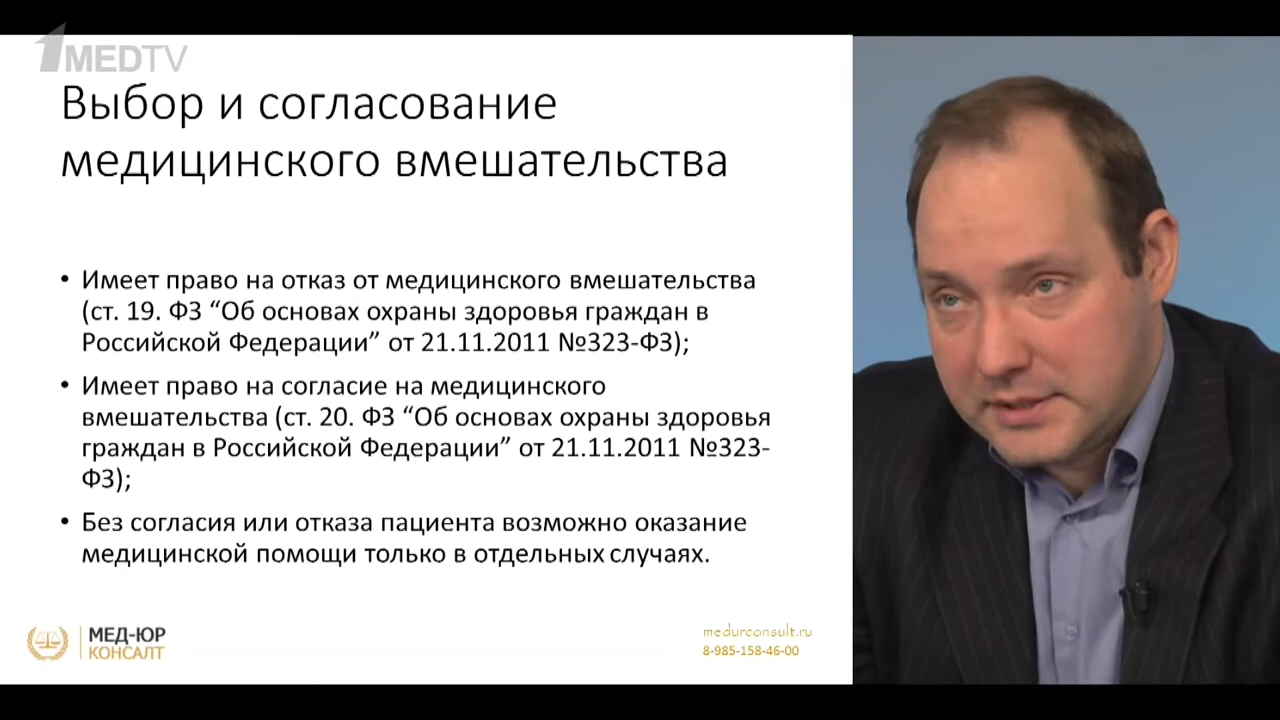 1MEDTV
Выбор и согласование
медицинского вмешательства
• Имеет право на отказ от медицинского вмешательства
(ст. 19. ФЗ “Об основах охраны здоровья граждан в
Российской Федерации” от 21.11.2011 №323-ФЗ);
• Имеет право на согласие на медицинского
вмешательства (ст. 20. ФЗ “Об основах охраны здоровья
граждан в Российской Федерации” от 21.11.2011 №323-
ФЗ);
• Без согласия или отказа пациента возможно оказание
медицинской помощи только в отдельных случаях.
МЕД-ЮР
КОНСАЛТ
medurconsult.ru
8-985-158-46-00